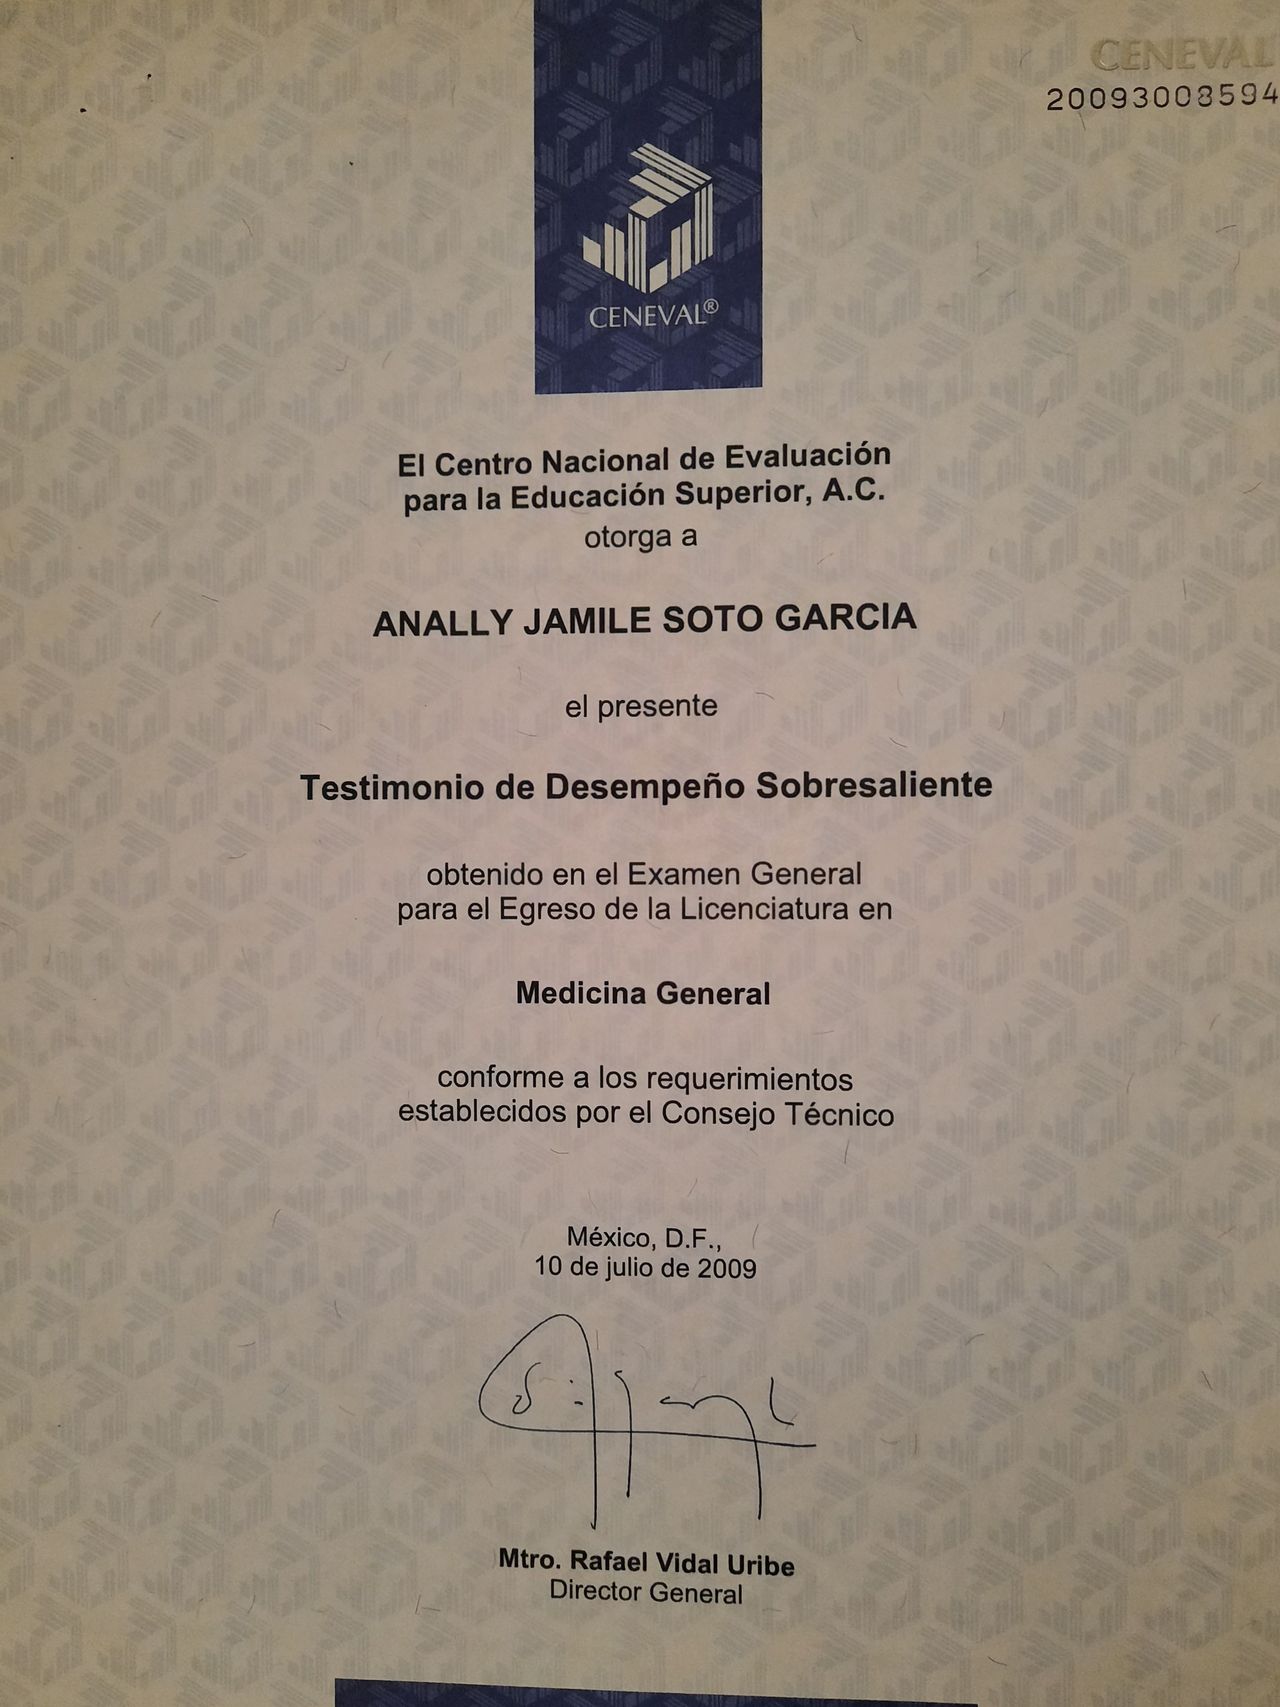 CENEVAL
20093008594
CENEVAL®
El Centro Nacional de Evaluación
para la Educación Superior, A.C.
otorga a
ANALLY JAMILE SOTO GARCIA
el presente
Testimonio de Desempeño Sobresaliente
obtenido en el Examen General
para el Egreso de la Licenciatura en
Medicina General
conforme a los requerimientos
establecidos por el Consejo Técnico
México, D.F.,
10 de julio de 2009
Mtro. Rafael Vidal Uribe
Director General